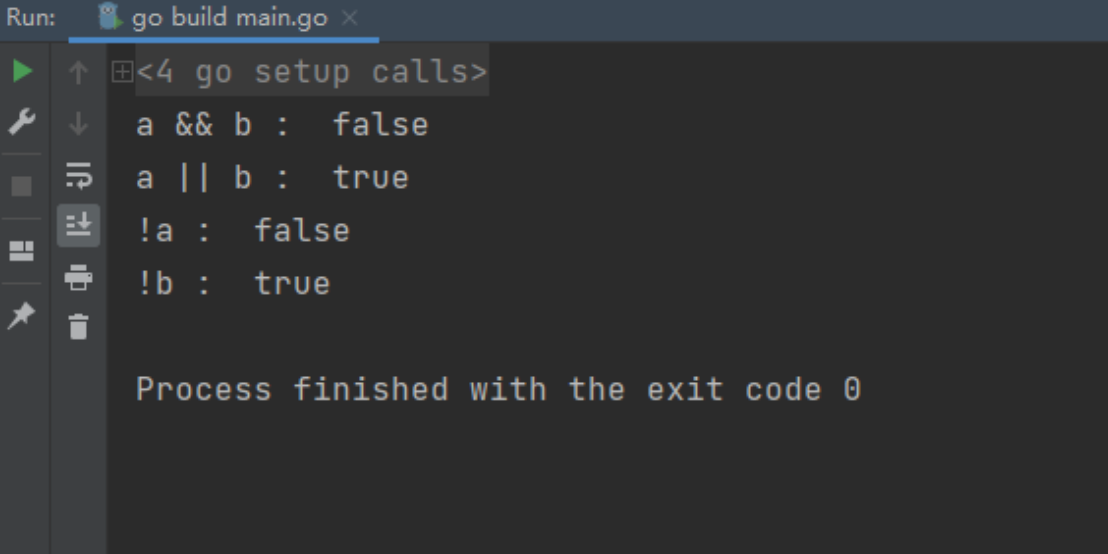 Run: go build main.go
<4 go setup calls>
a && b :  false
a || b :  true
!a :  false
!b :  true
Process finished with the exit code 0